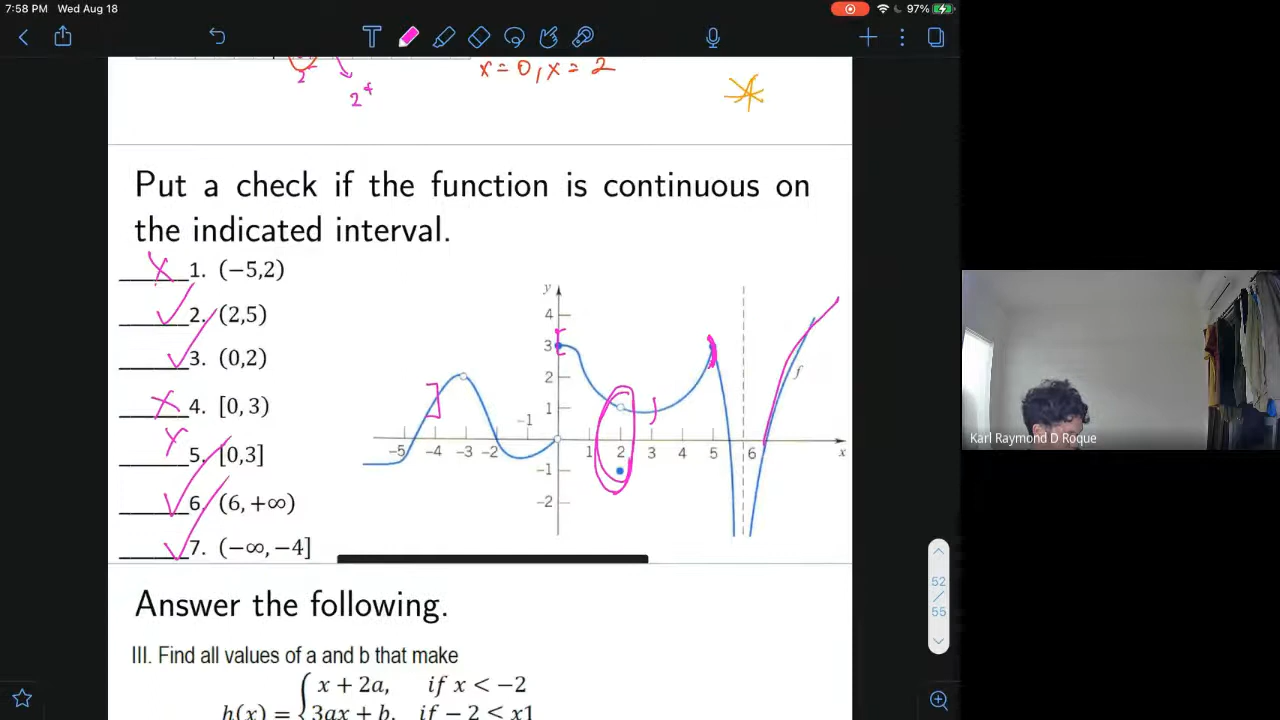 7:58 PM Wed Aug 18
97%
2
2⁺
x = 0, x = 2
Put a check if the function is continuous on
the indicated interval.
1. (−5,2)
2. (2,5)
3. (0,2)
4. [0, 3)
5. [0,3]
6. (6, +∞)
7. (−∞, −4]
y
4
3
2
1
−1
−5 −4 −3 −2 1 2 3 4 5 6 x
−1
−2
f
Answer the following.
III. Find all values of a and b that make
h(x) = { x + 2a, if x < −2
3ax + b, if − 2 < x1
52
/
55
Karl Raymond D Roque